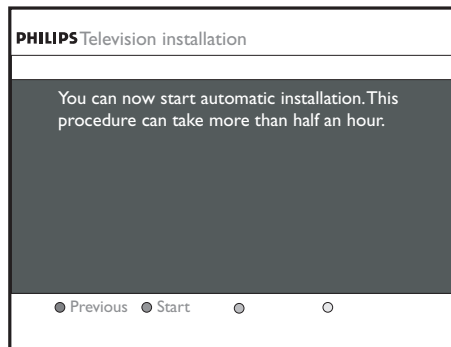 PHILIPS Television installation
You can now start automatic installation.This
procedure can take more than half an hour.
Previous Start